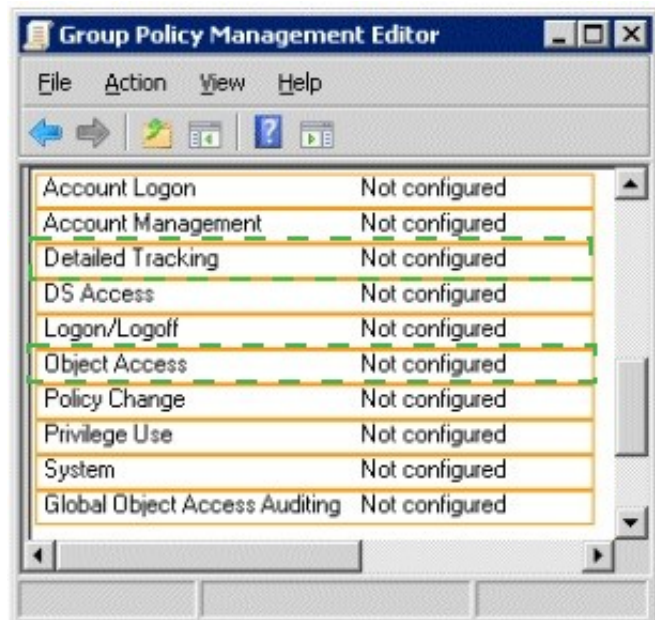 Group Policy Management Editor
File Action View Help
Account Logon Not configured
Account Management Not configured
Detailed Tracking Not configured
DS Access Not configured
Logon/Logoff Not configured
Object Access Not configured
Policy Change Not configured
Privilege Use Not configured
System Not configured
Global Object Access Auditing Not configured